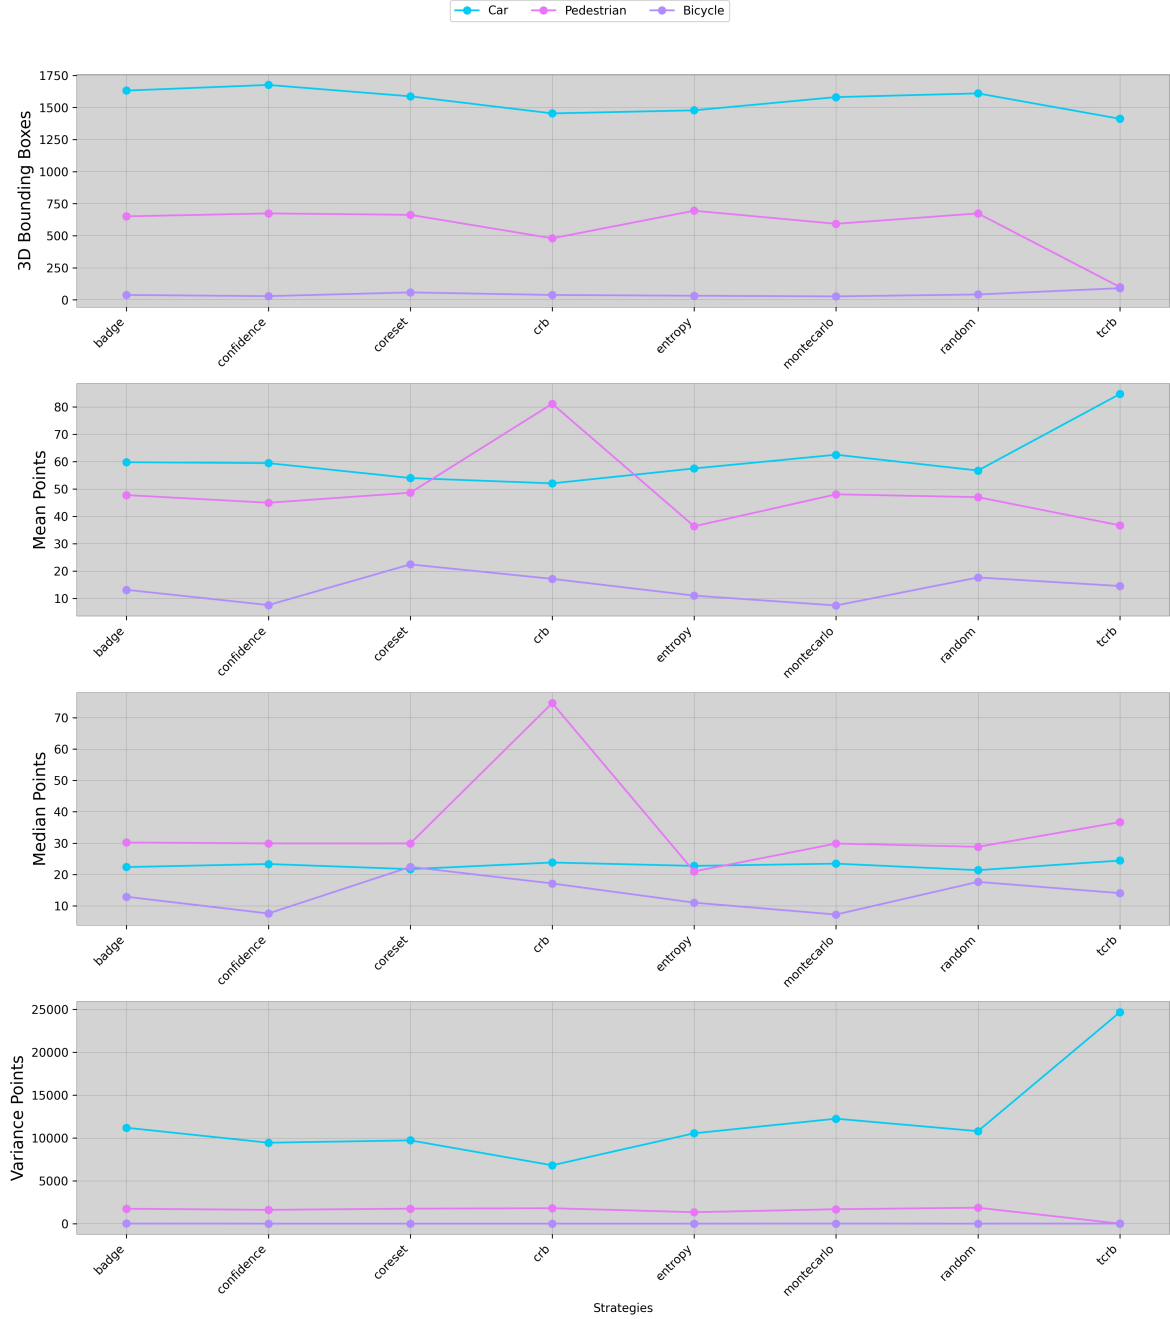 Car Pedestrian Bicycle
3D Bounding Boxes
1750
1500
1250
1000
750
500
250
0
badge confidence coreset crb entropy montecarlo random tcrb
Mean Points
80
70
60
50
40
30
20
10
badge confidence coreset crb entropy montecarlo random tcrb
Median Points
70
60
50
40
30
20
10
badge confidence coreset crb entropy montecarlo random tcrb
Variance Points
25000
20000
15000
10000
5000
0
badge confidence coreset crb entropy montecarlo random tcrb
Strategies